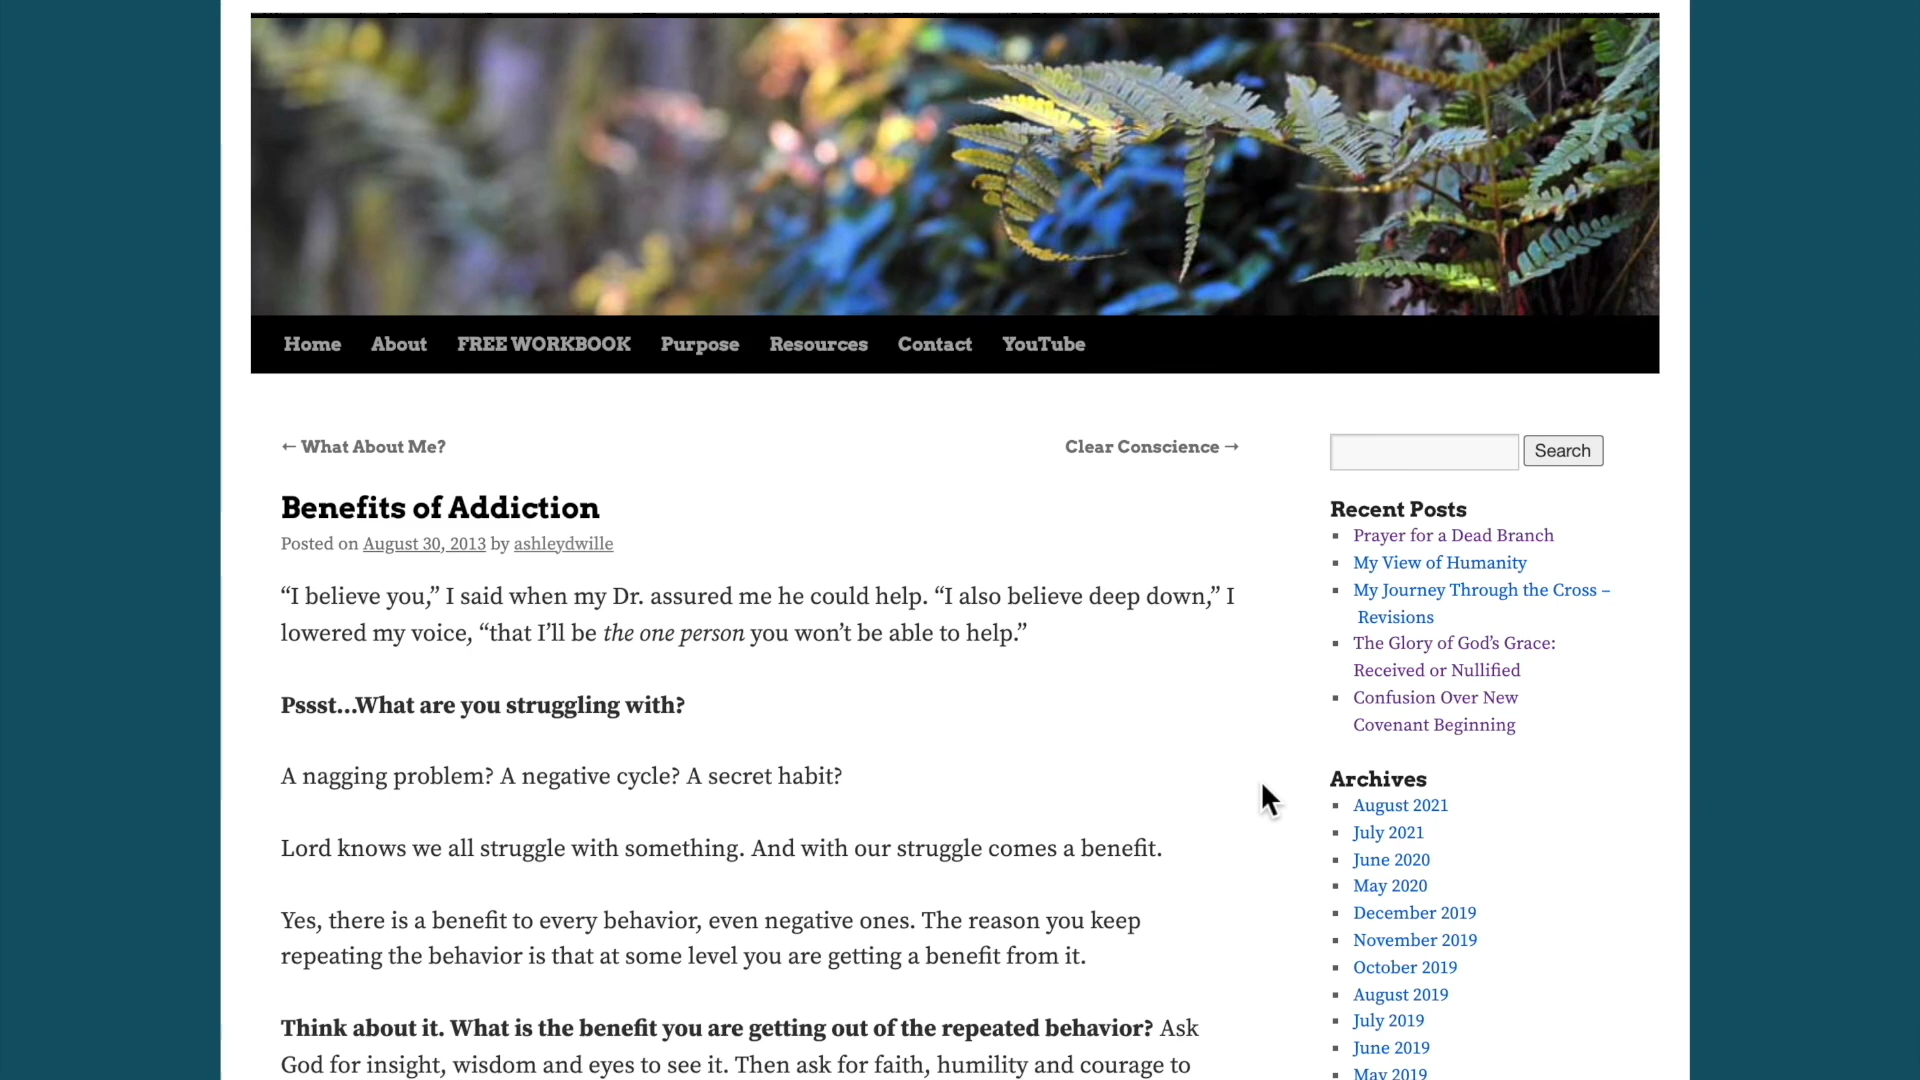 Home About FREE WORKBOOK Purpose Resources Contact YouTube
← What About Me?
Clear Conscience →
Benefits of Addiction
Posted on August 30, 2013 by ashleydwille
“I believe you,” I said when my Dr. assured me he could help. “I also believe deep down,” I
lowered my voice, “that I’ll be the one person you won’t be able to help.”
Pssst…What are you struggling with?
A nagging problem? A negative cycle? A secret habit?
Lord knows we all struggle with something. And with our struggle comes a benefit.
Yes, there is a benefit to every behavior, even negative ones. The reason you keep
repeating the behavior is that at some level you are getting a benefit from it.
Think about it. What is the benefit you are getting out of the repeated behavior? Ask
God for insight, wisdom and eyes to see it. Then ask for faith, humility and courage to
Search
Recent Posts
Prayer for a Dead Branch
My View of Humanity
My Journey Through the Cross –
Revisions
The Glory of God’s Grace:
Received or Nullified
Confusion Over New
Covenant Beginning
Archives
August 2021
July 2021
June 2020
May 2020
December 2019
November 2019
October 2019
August 2019
July 2019
June 2019
May 2019